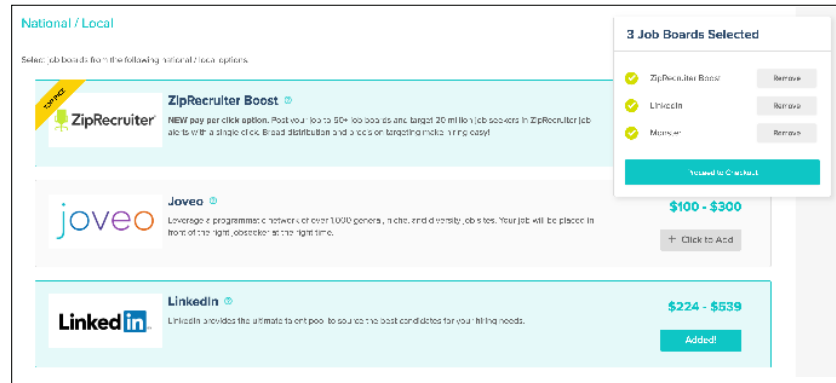 National / Local
Select job boards from the following national / local options.
TOP PICK
ZipRecruiter
ZipRecruiter Boost
NEW pay per click option. Post your job to 50+ job boards and target 20 million job seekers in ZipRecruiter job
alerts with a single click. Broad distribution and precision targeting make hiring easy!
3 Job Boards Selected
ZipRecruiter Boost
Remove
LinkedIn
Remove
Monster
Remove
Proceed to Checkout
joveo
Joveo
Leverage a programmatic network of over 1,000 general, niche, and diversity job sites. Your job will be placed in
front of the right jobseeker at the right time.
$100 - $300
+ Click to Add
Linked in
LinkedIn
LinkedIn provides the ultimate talent pool to source the best candidates for your hiring needs.
$224 - $539
Added!